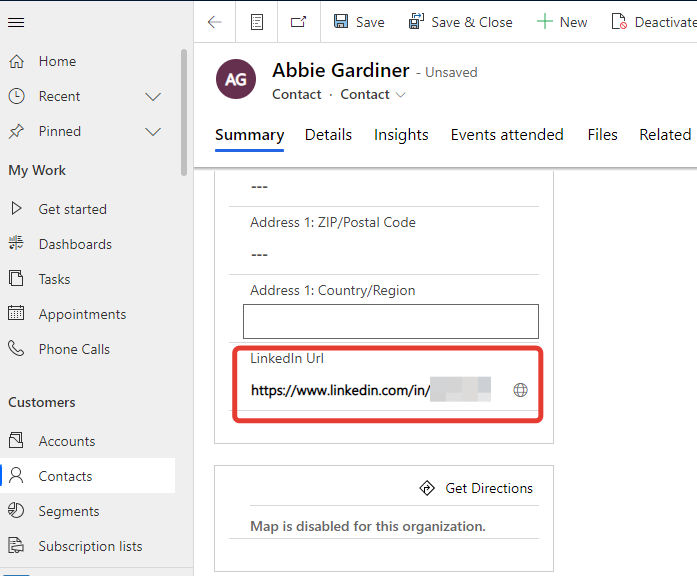 Save
Save & Close
New
Deactivate
Home
Recent
Pinned
My Work
Get started
Dashboards
Tasks
Appointments
Phone Calls
Customers
Accounts
Contacts
Segments
Subscription lists
AG
Abbie Gardiner - Unsaved
Contact · Contact
Summary Details Insights Events attended Files Related
---
Address 1: ZIP/Postal Code
---
Address 1: Country/Region
LinkedIn Url
https://www.linkedin.com/in/
Get Directions
Map is disabled for this organization.